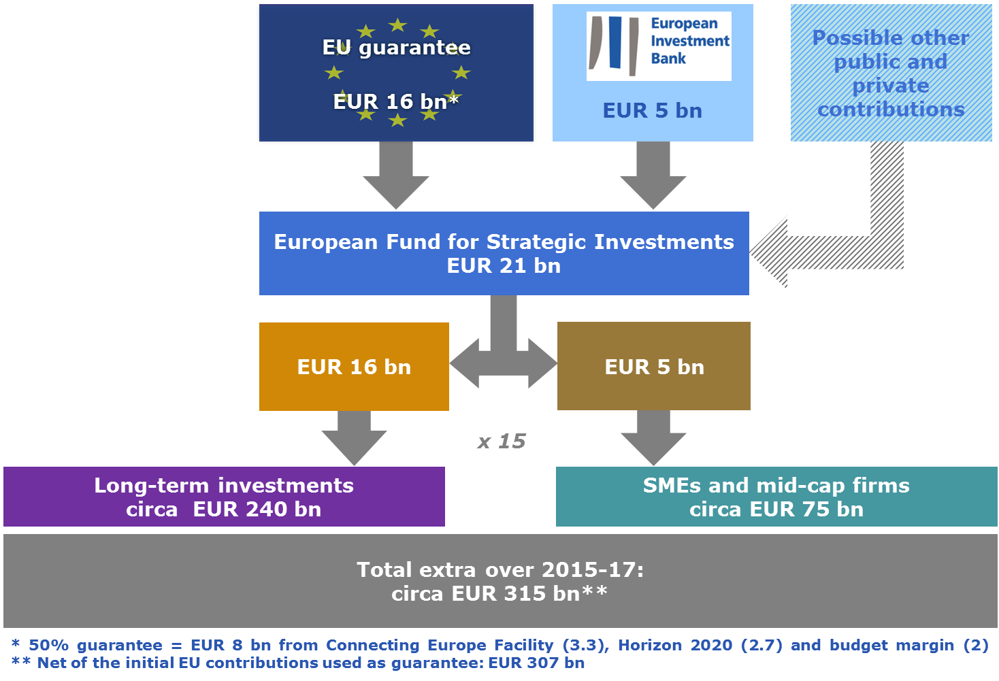 EU guarantee
EUR 16 bn*
European
Investment
Bank
EUR 5 bn
Possible other
public and
private
contributions
European Fund for Strategic Investments
EUR 21 bn
EUR 16 bn
EUR 5 bn
x 15
Long-term investments
circa EUR 240 bn
SMEs and mid-cap firms
circa EUR 75 bn
Total extra over 2015-17:
circa EUR 315 bn**
* 50% guarantee = EUR 8 bn from Connecting Europe Facility (3.3), Horizon 2020 (2.7) and budget margin (2)
** Net of the initial EU contributions used as guarantee: EUR 307 bn